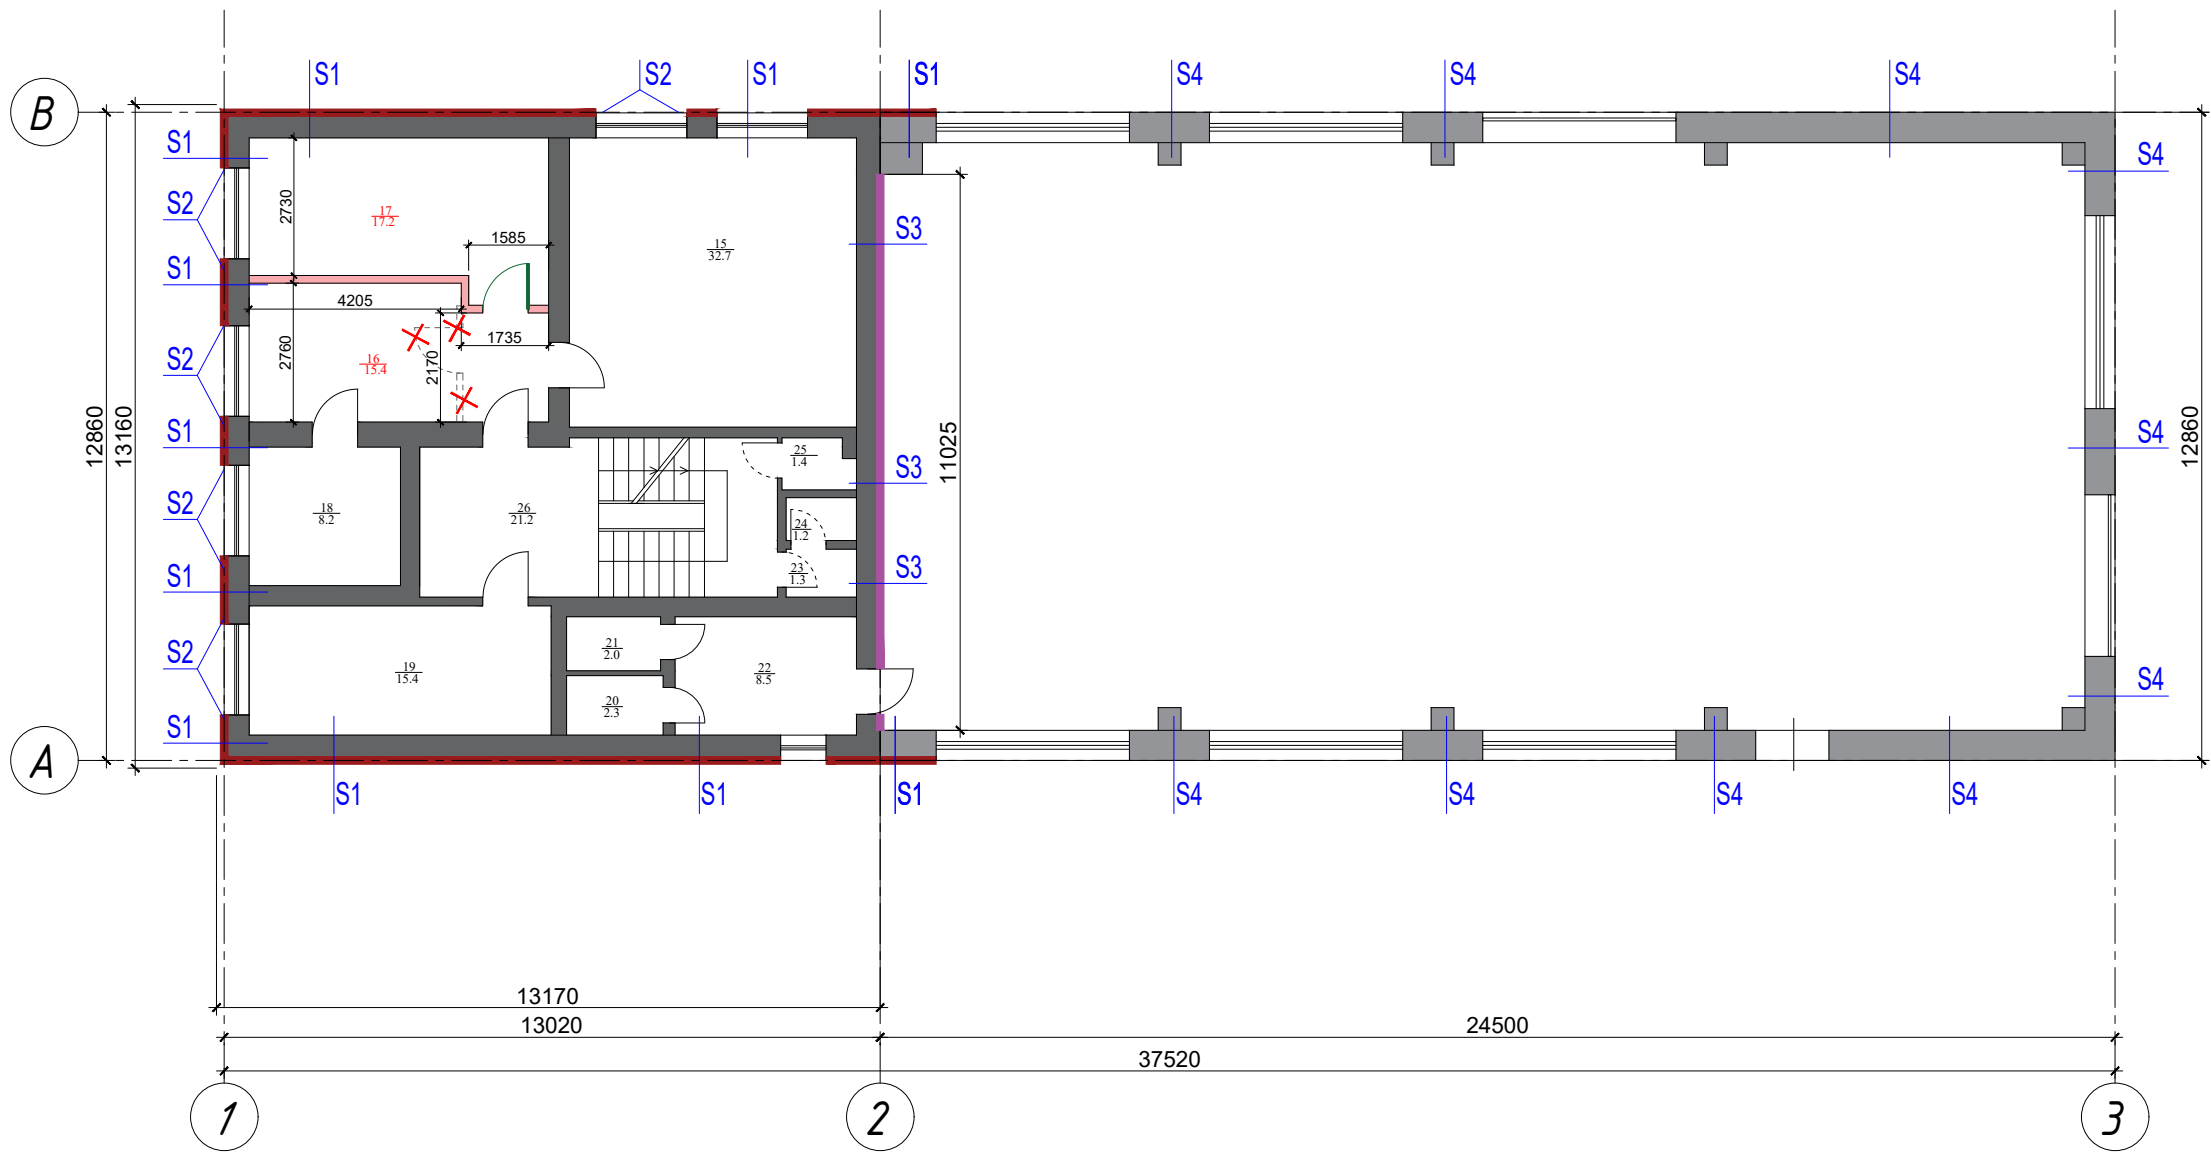 S1 S2 S1 S1 S4 S4 S4
B
S1
S4
S2
2730
17
17.2
1585
15
32.7
S3
S1
4205
2760
16
15.4
2170
1735
S2
12860
13160
11025
12860
S1
25
1.4
S3
S4
S2
18
8.2
26
21.2
24
1.2
S1
23
1.3
S3
S2
21
2.0
19
15.4
22
8.5
S4
20
2.3
S1
A
S1 S1 S1 S4 S4 S4 S4
13170
13020
24500
37520
1 2 3